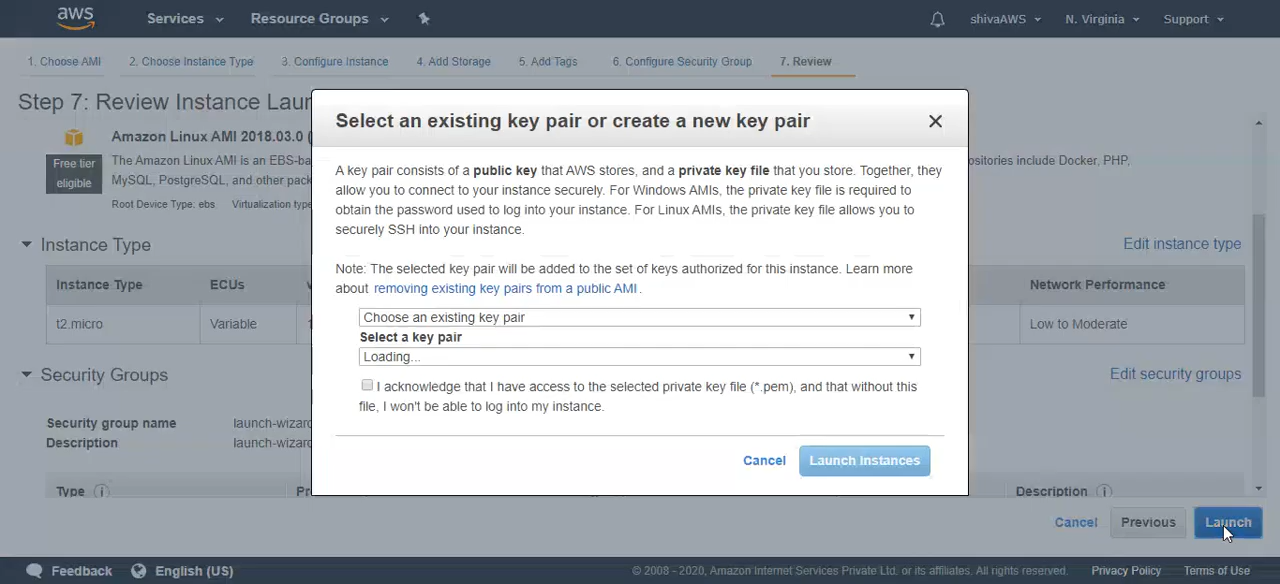 aws Services Resource Groups shivaAWS N. Virginia Support
1. Choose AMI 2. Choose Instance Type 3. Configure Instance 4. Add Storage 5. Add Tags 6. Configure Security Group 7. Review
Step 7: Review Instance Laun
Amazon Linux AMI 2018.03.0 (
Free tier
eligible
The Amazon Linux AMI is an EBS-ba
ositories include Docker, PHP,
MySQL, PostgreSQL, and other pack
Root Device Type: ebs Virtualization type
Select an existing key pair or create a new key pair
A key pair consists of a public key that AWS stores, and a private key file that you store. Together, they
allow you to connect to your instance securely. For Windows AMIs, the private key file is required to
obtain the password used to log into your instance. For Linux AMIs, the private key file allows you to
securely SSH into your instance.
Note: The selected key pair will be added to the set of keys authorized for this instance. Learn more
about removing existing key pairs from a public AMI.
Choose an existing key pair
Select a key pair
Loading...
I acknowledge that I have access to the selected private key file (*.pem), and that without this
file, I won't be able to log into my instance.
Cancel Launch Instances
Instance Type Edit instance type
Instance Type ECUs Network Performance
t2.micro Variable 1 Low to Moderate
Security Groups Edit security groups
Security group name launch-wizard
Description launch-wizard
Type i Pr Description i
Cancel Previous Launch
Feedback English (US) © 2008 - 2020, Amazon Internet Services Private Ltd. or its affiliates. All rights reserved. Privacy Policy Terms of Use